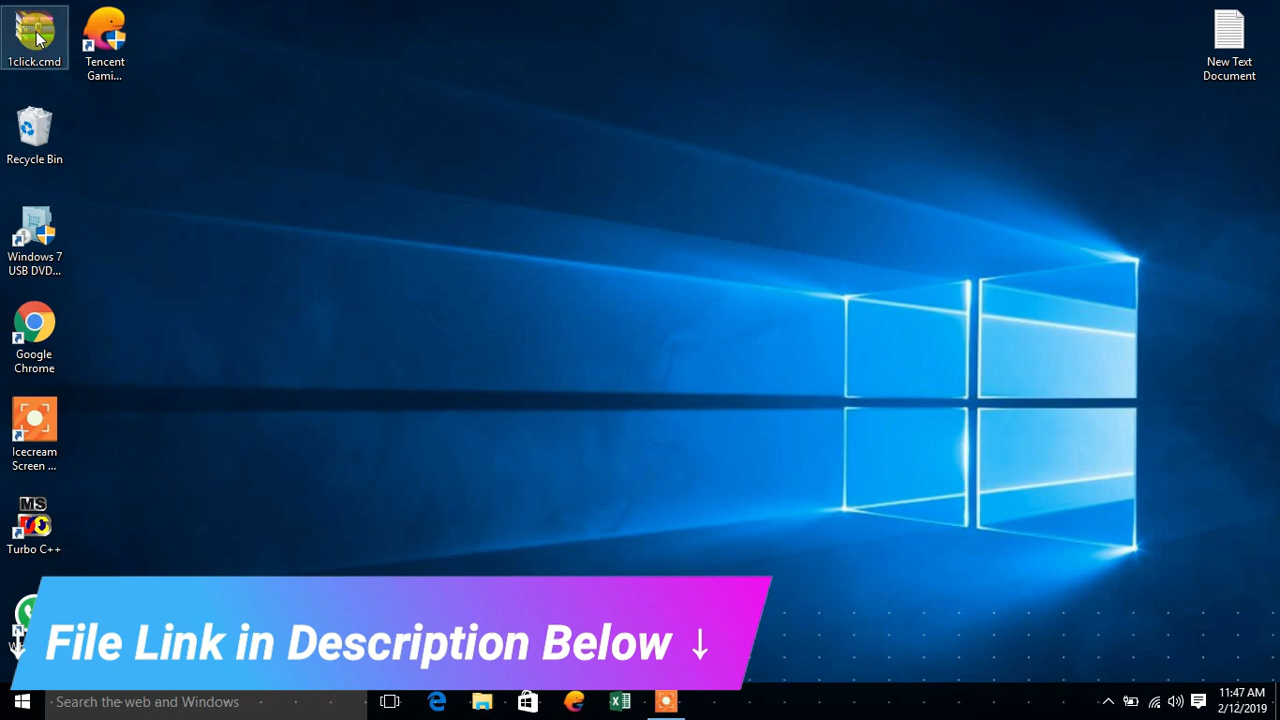 1click.cmd
Tencent
Gami...
New Text
Document
Recycle Bin
Windows 7
USB DVD...
Google
Chrome
Icecream
Screen ...
MS
Turbo C++
File Link in Description Below ↓
Search the web and Windows
11:47 AM
2/12/2019